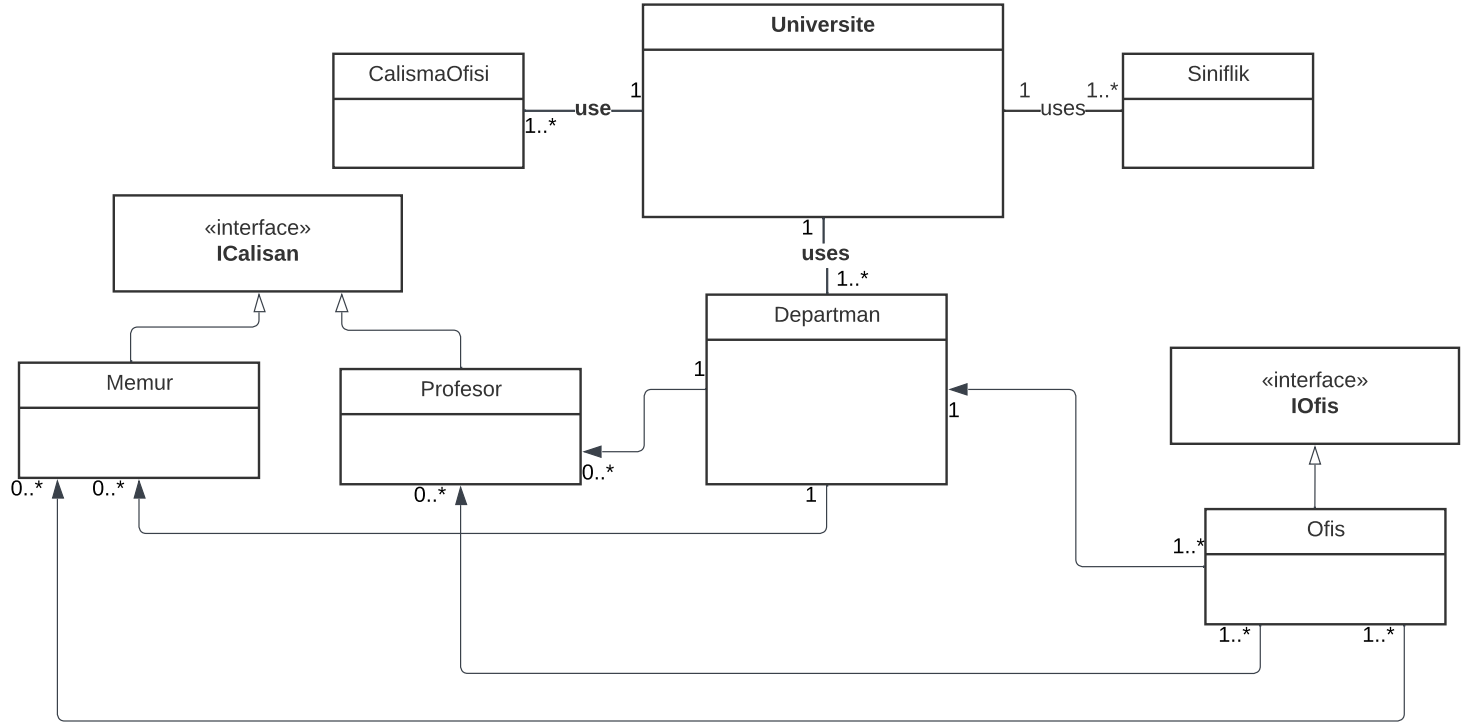 Universite
CalismaOfisi
Siniflik
1
use
1..*
1
uses
1..*
«interface»
ICalisan
1
uses
1..*
Departman
Memur
Profesor
1
0..*
1
«interface»
IOfis
0..*
0..*
0..*
1
Ofis
1..*
1..*
1..*